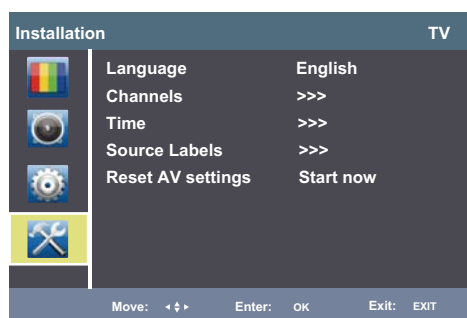 Installation TV
Language English
Channels >>>
Time >>>
Source Labels >>>
Reset AV settings Start now
Move: Enter: OK Exit: EXIT